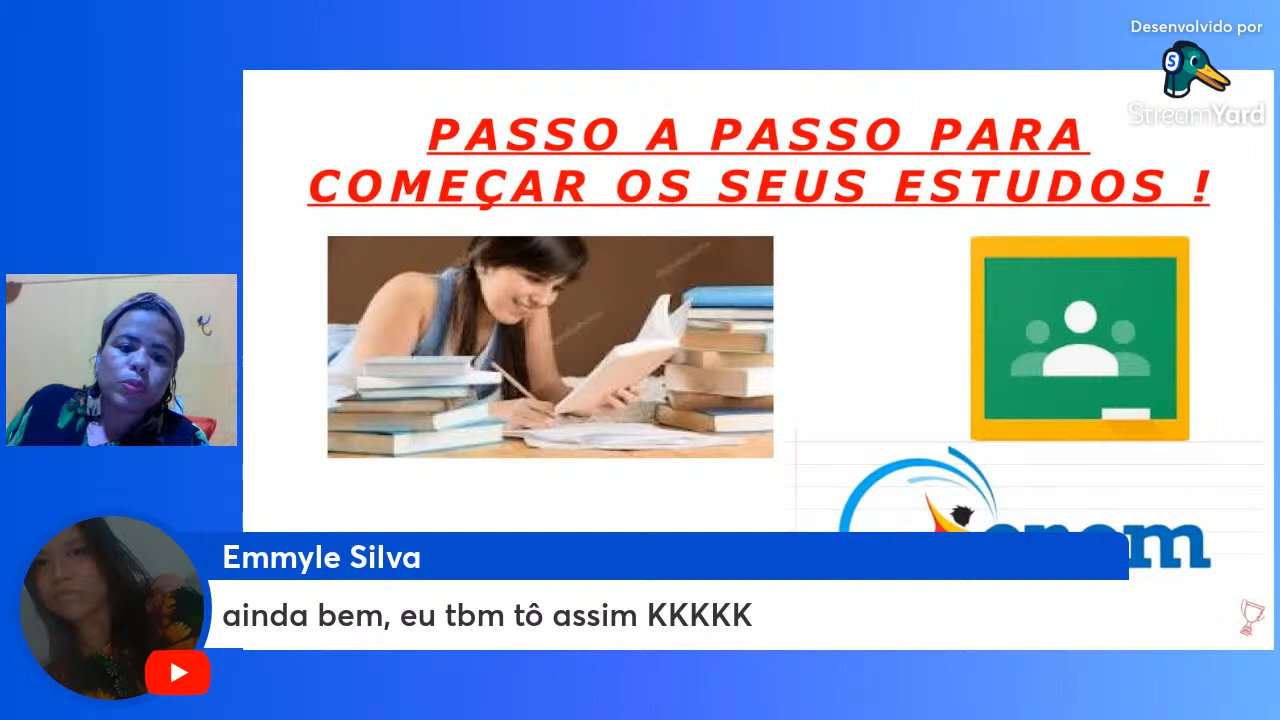 Desenvolvido por
StreamYard
PASSO A PASSO PARA
COMEÇAR OS SEUS ESTUDOS !
enem
Emmyle Silva
ainda bem, eu tbm tô assim KKKKK